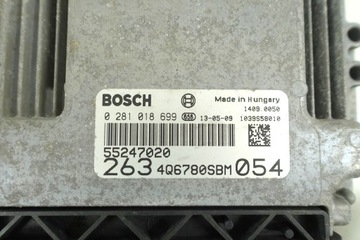 BOSCH
Made in Hungary
1409.0050
0 281 018 699 13-05-09 1039S58010
55247020
263 4Q6780SBM 054